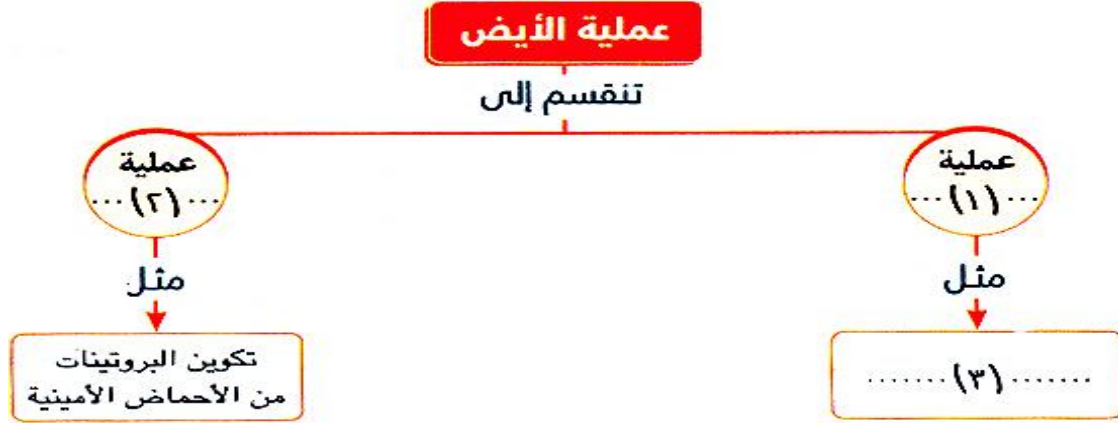 عملية الأيض
تنقسم إلى
عملية
...(١)...
عملية
...(٢)...
مثل
مثل
.......(٣).......
تكوين البروتينات
من الأحماض الأمينية